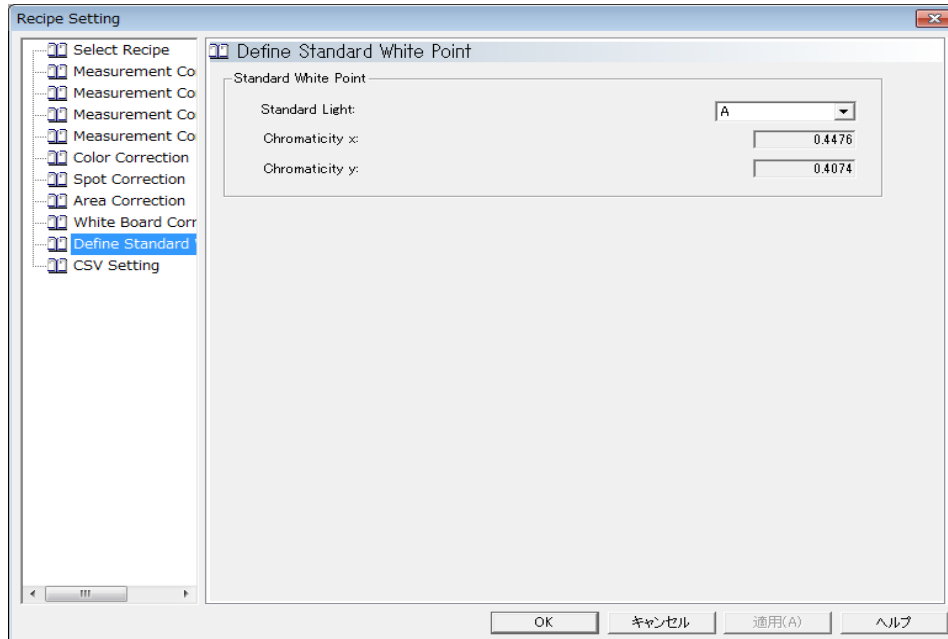 Recipe Setting
Select Recipe
Measurement Co
Measurement Co
Measurement Co
Measurement Co
Color Correction
Spot Correction
Area Correction
White Board Corr
Define Standard
CSV Setting
Define Standard White Point
Standard White Point
Standard Light:
A
Chromaticity x:
0.4476
Chromaticity y:
0.4074
OK
キャンセル
適用(A)
ヘルプ